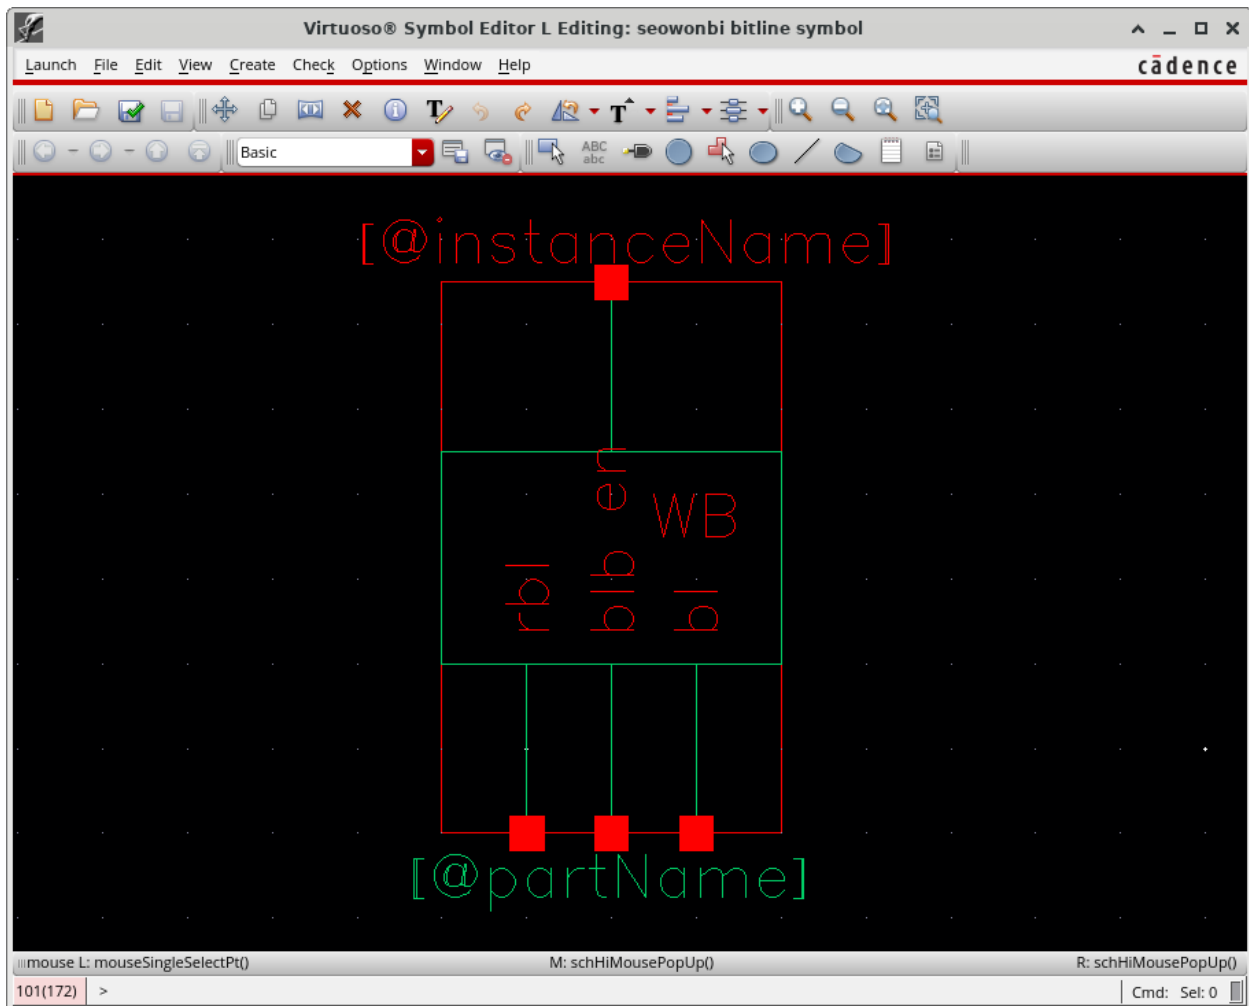 Virtuoso® Symbol Editor L Editing: seowonbi bitline symbol
Launch File Edit View Create Check Options Window Help
cādence
T
T
Basic
ABC
abc
[@instanceName]
en
WB
rbl
blb
bl
[@partName]
mouse L: mouseSingleSelectPt() M: schHiMousePopUp() R: schHiMousePopUp()
101(172) > Cmd: Sel: 0